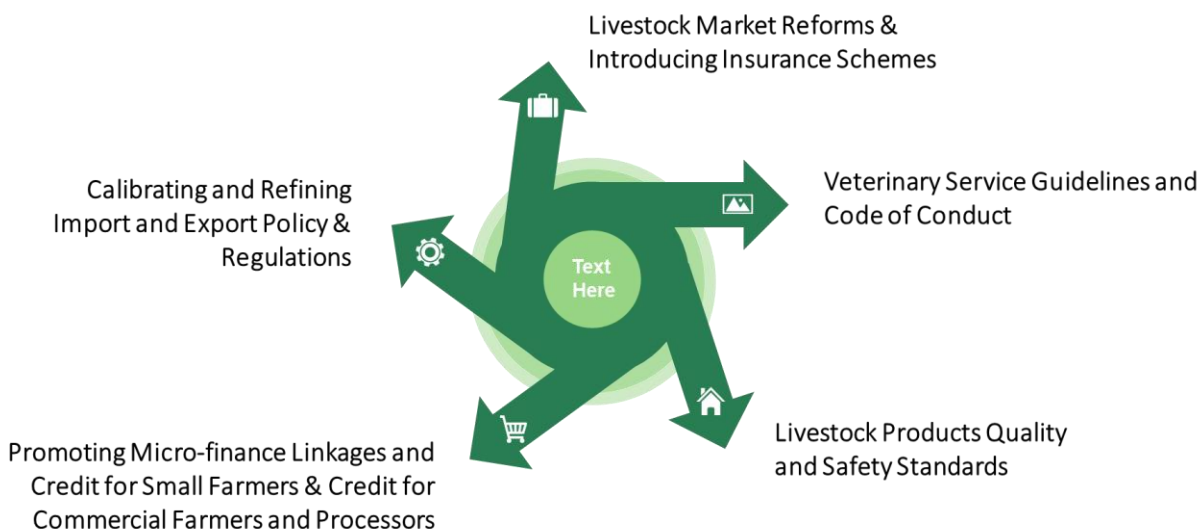 Livestock Market Reforms &
Introducing Insurance Schemes
Veterinary Service Guidelines and
Code of Conduct
Calibrating and Refining
Import and Export Policy &
Regulations
Text
Here
Livestock Products Quality
and Safety Standards
Promoting Micro-finance Linkages and
Credit for Small Farmers & Credit for
Commercial Farmers and Processors